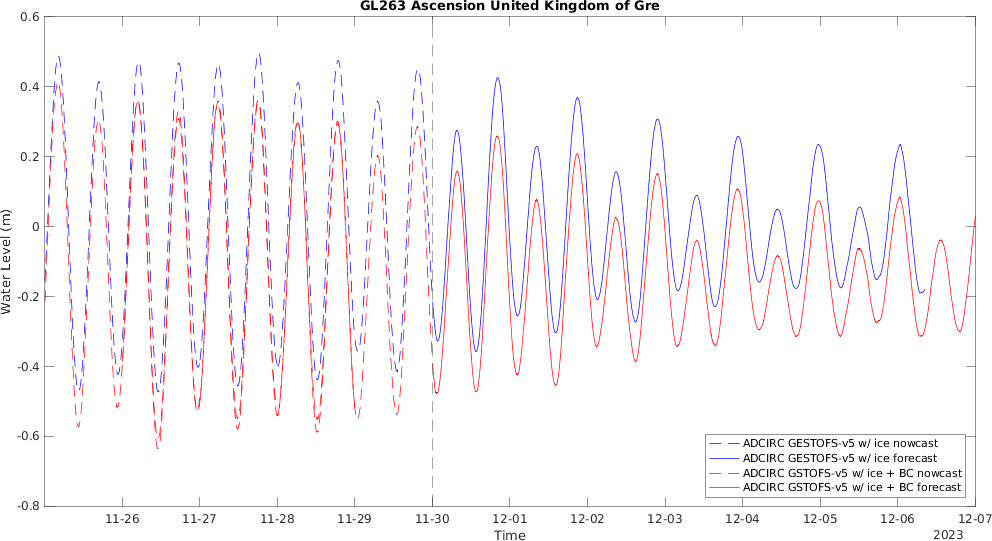 GL263 Ascension United Kingdom of Gre
Water Level (m)
0.6
0.4
0.2
0
-0.2
-0.4
-0.6
-0.8
ADCIRC GESTOFS-v5 w/ ice nowcast
ADCIRC GESTOFS-v5 w/ ice forecast
ADCIRC GSTOFS-v5 w/ ice + BC nowcast
ADCIRC GSTOFS-v5 w/ ice + BC forecast
11-26 11-27 11-28 11-29 11-30 12-01 12-02 12-03 12-04 12-05 12-06 12-07
Time
2023